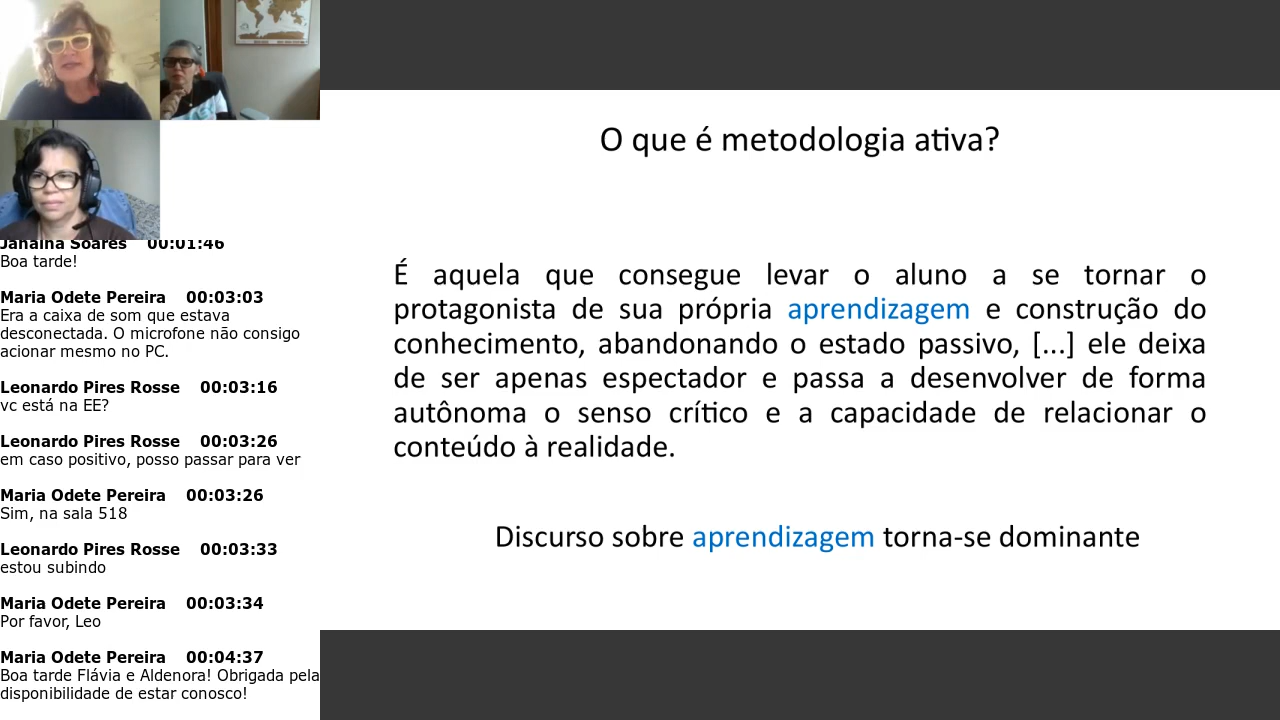 Janaína Soares 00:01:46
Boa tarde!
Maria Odete Pereira 00:03:03
Era a caixa de som que estava
desconectada. O microfone não consigo
acionar mesmo no PC.
Leonardo Pires Rosse 00:03:16
vc está na EE?
Leonardo Pires Rosse 00:03:26
em caso positivo, posso passar para ver
Maria Odete Pereira 00:03:26
Sim, na sala 518
Leonardo Pires Rosse 00:03:33
estou subindo
Maria Odete Pereira 00:03:34
Por favor, Leo
Maria Odete Pereira 00:04:37
Boa tarde Flávia e Aldenora! Obrigada pela
disponibilidade de estar conosco!
O que é metodologia ativa?
É aquela que consegue levar o aluno a se tornar o
protagonista de sua própria aprendizagem e construção do
conhecimento, abandonando o estado passivo, [...] ele deixa
de ser apenas espectador e passa a desenvolver de forma
autônoma o senso crítico e a capacidade de relacionar o
conteúdo à realidade.
Discurso sobre aprendizagem torna-se dominante